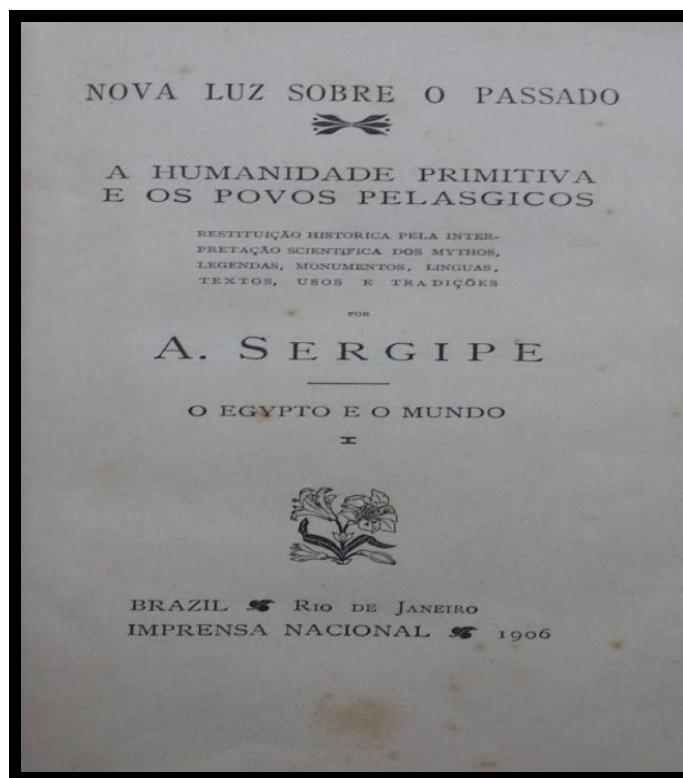 NOVA LUZ SOBRE O PASSADO
A HUMANIDADE PRIMITIVA
E OS POVOS PELASGICOS
RESTITUIÇÃO HISTORICA PELA INTER-
PRETAÇÃO SCIENTIFICA DOS MYTHOS,
LEGENDAS, MONUMENTOS, LINGUAS,
TEXTOS, USOS E TRADIÇÕES
POR
A. SERGIPE
O EGYPTO E O MUNDO
I
BRAZIL RIO DE JANEIRO
IMPRENSA NACIONAL 1906